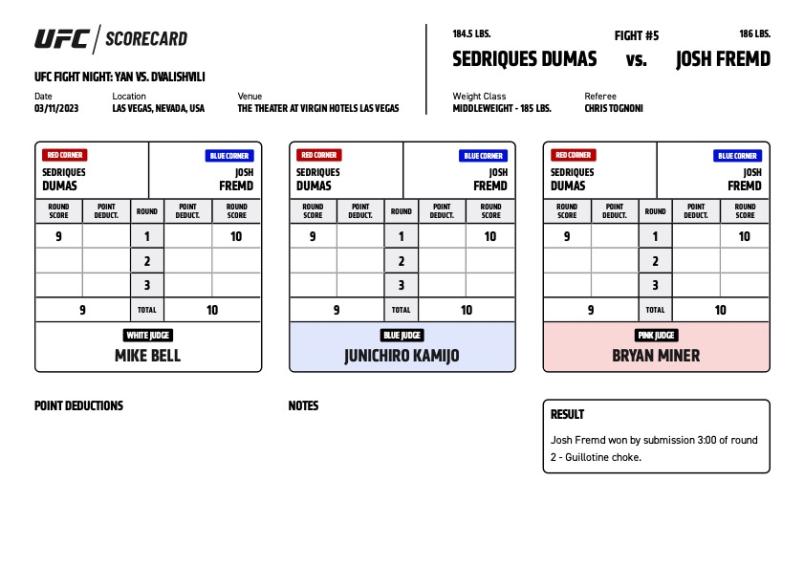 UFC / SCORECARD
UFC FIGHT NIGHT: YAN VS. DVALISHVILI
Date Location Venue
03/11/2023 LAS VEGAS, NEVADA, USA THE THEATER AT VIRGIN HOTELS LAS VEGAS
184.5 LBS. FIGHT #5 186 LBS.
SEDRIQUES DUMAS vs. JOSH FREMD
Weight Class Referee
MIDDLEWEIGHT - 185 LBS. CHRIS TOGNONI
RED CORNER BLUE CORNER
SEDRIQUES JOSH
DUMAS FREMD
ROUND POINT ROUND POINT ROUND
SCORE DEDUCT. DEDUCT. SCORE
9 1 10
2
3
9 TOTAL 10
WHITE JUDGE
MIKE BELL
RED CORNER BLUE CORNER
SEDRIQUES JOSH
DUMAS FREMD
ROUND POINT ROUND POINT ROUND
SCORE DEDUCT. DEDUCT. SCORE
9 1 10
2
3
9 TOTAL 10
BLUE JUDGE
JUNICHIRO KAMIJO
RED CORNER BLUE CORNER
SEDRIQUES JOSH
DUMAS FREMD
ROUND POINT ROUND POINT ROUND
SCORE DEDUCT. DEDUCT. SCORE
9 1 10
2
3
9 TOTAL 10
PINK JUDGE
BRYAN MINER
POINT DEDUCTIONS
NOTES
RESULT
Josh Fremd won by submission 3:00 of round
2 - Guillotine choke.